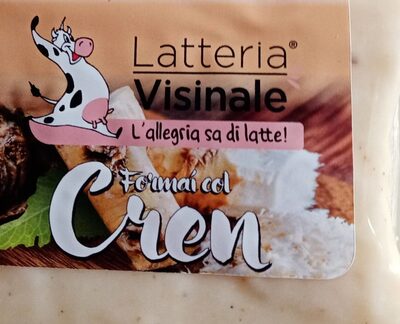 Latteria®
Visinale
L'allegria sa di latte!
Formai col
Cren